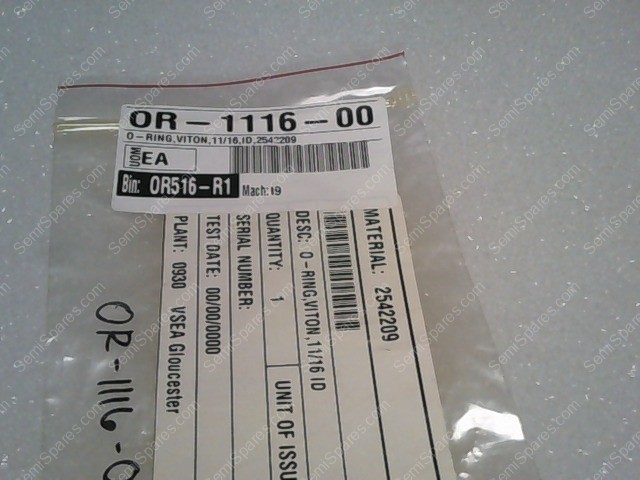 OR-1116-00
O-RING,VITON,11/16,ID,2542209
UOM
EA
Bin: OR516-R1 Mach: 19
MATERIAL: 2542209
DESC: O-RING,VITON,11/16 ID
QUANTITY: 1
UNIT OF ISSU
SERIAL NUMBER:
TEST DATE: 00/00/0000
PLANT: 0930 VSEA Gloucester
OR-1116-0
SemiSpares.com